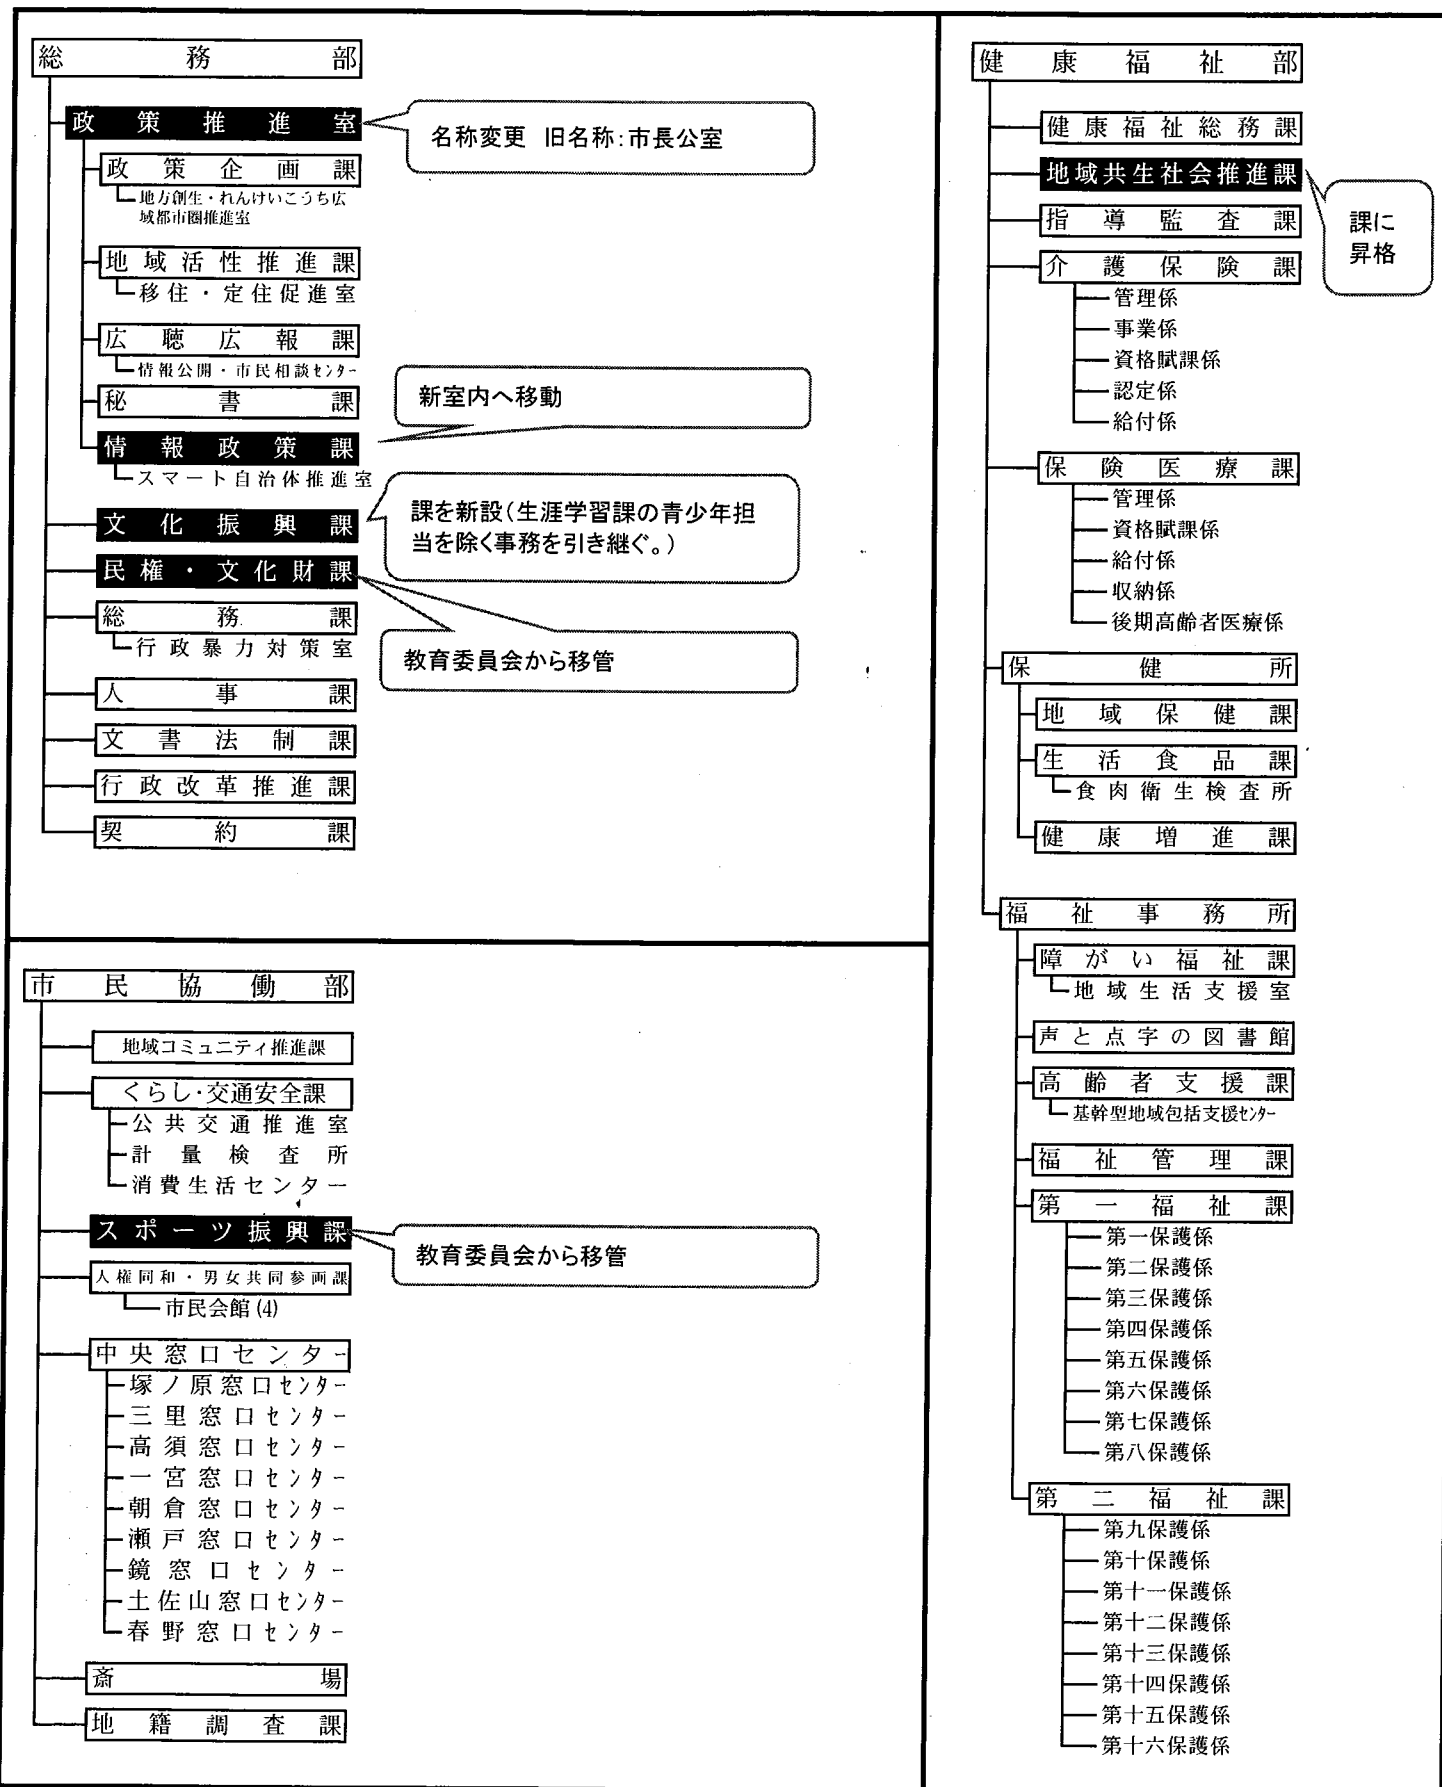 総務部
政策推進室
名称変更 旧名称:市長公室
政策企画課
地方創生・れんけいこうち広
域都市圏推進室
地域活性推進課
移住・定住促進室
広聴広報課
情報公開・市民相談センター
秘書課
新室内へ移動
情報政策課
スマート自治体推進室
文化振興課
課を新設(生涯学習課の青少年担
当を除く事務を引き継ぐ。)
民権・文化財課
総務課
行政暴力対策室
教育委員会から移管
人事課
文書法制課
行政改革推進課
契約課
市民協働部
地域コミュニティ推進課
くらし・交通安全課
公共交通推進室
計量検査所
消費生活センター
スポーツ振興課
教育委員会から移管
人権同和・男女共同参画課
市民会館(4)
中央窓口センター
塚ノ原窓口センター
三里窓口センター
高須窓口センター
一宮窓口センター
朝倉窓口センター
瀬戸窓口センター
鏡窓口センター
土佐山窓口センター
春野窓口センター
斎場
地籍調査課
健康福祉部
健康福祉総務課
地域共生社会推進課
課に
昇格
指導監査課
介護保険課
管理係
事業係
資格賦課係
認定係
給付係
保険医療課
管理係
資格賦課係
給付係
収納係
後期高齢者医療係
保健所
地域保健課
生活食品課
食肉衛生検査所
健康増進課
福祉事務所
障がい福祉課
地域生活支援室
声と点字の図書館
高齢者支援課
基幹型地域包括支援センター
福祉管理課
第一福祉課
第一保護係
第二保護係
第三保護係
第四保護係
第五保護係
第六保護係
第七保護係
第八保護係
第二福祉課
第九保護係
第十保護係
第十一保護係
第十二保護係
第十三保護係
第十四保護係
第十五保護係
第十六保護係